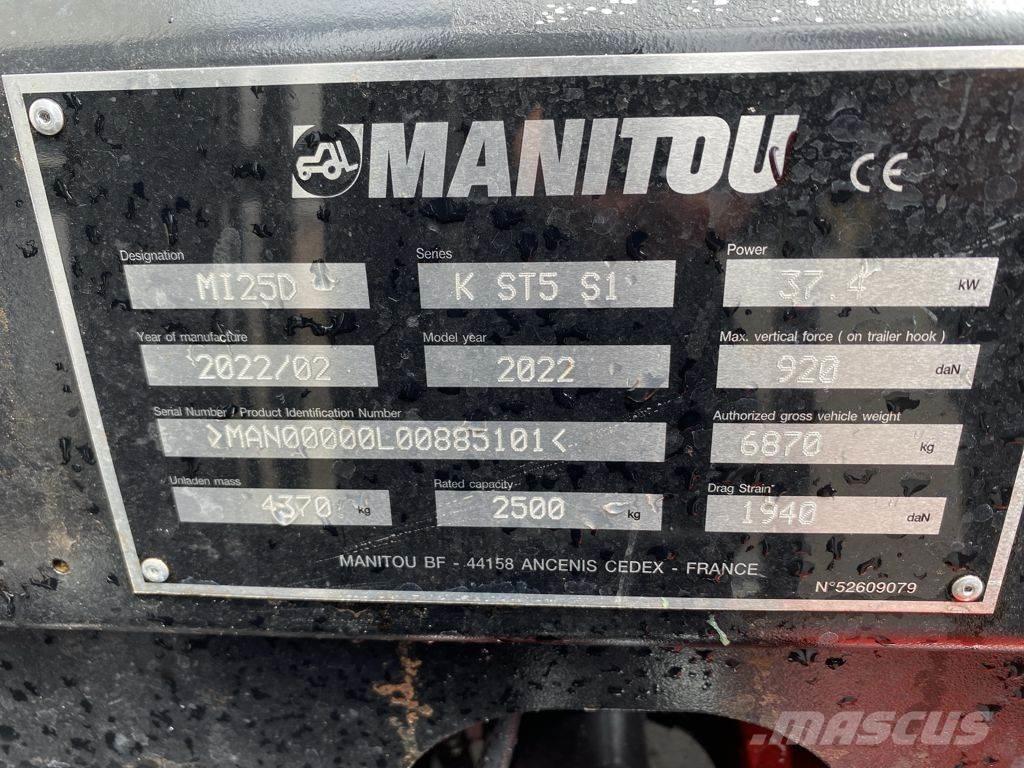 MANITOU CE
Designation Series Power
MI25D K ST5 S1 37.4 kW
Year of manufacture Model year Max. vertical force ( on trailer hook )
2022/02 2022 920 daN
Serial Number / Product Identification Number Authorized gross vehicle weight
>MAN00000L00885101< 6870 kg
Unladen mass Rated capacity Drag Strain
4370 kg 2500 kg 1940 daN
MANITOU BF - 44158 ANCENIS CEDEX - FRANCE
N°52609079
MASCUS